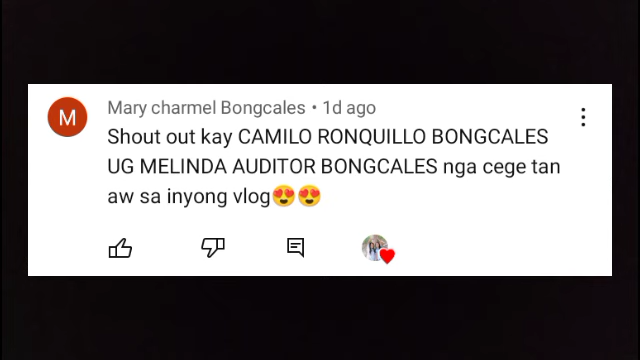 M
Mary charmel Bongcales • 1d ago
Shout out kay CAMILO RONQUILLO BONGCALES
UG MELINDA AUDITOR BONGCALES nga cege tan
aw sa inyong vlog😍😍